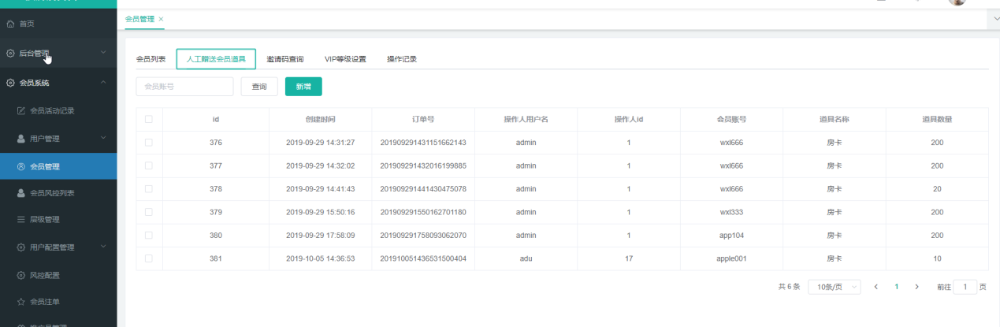 首页
会员管理 ×
后台管理
会员系统
会员活动记录
用户管理
会员管理
会员风控列表
层级管理
用户配置管理
风控配置
会员注单
会员列表 人工赠送会员道具 邀请码查询 VIP等级设置 操作记录
会员账号 查询 新增
id 创建时间 订单号 操作人用户名 操作人id 会员账号 道具名称 道具数量
376 2019-09-29 14:31:27 201909291431151662143 admin 1 wxl666 房卡 200
377 2019-09-29 14:32:02 201909291432016199885 admin 1 wxl666 房卡 200
378 2019-09-29 14:41:43 201909291441430475078 admin 1 wxl666 房卡 20
379 2019-09-29 15:50:16 201909291550162701180 admin 1 wxl333 房卡 200
380 2019-09-29 17:58:09 201909291758093062070 admin 1 app104 房卡 200
381 2019-10-05 14:36:53 201910051436531500404 adu 17 apple001 房卡 10
共 6 条 10条/页 < 1 > 前往 1 页